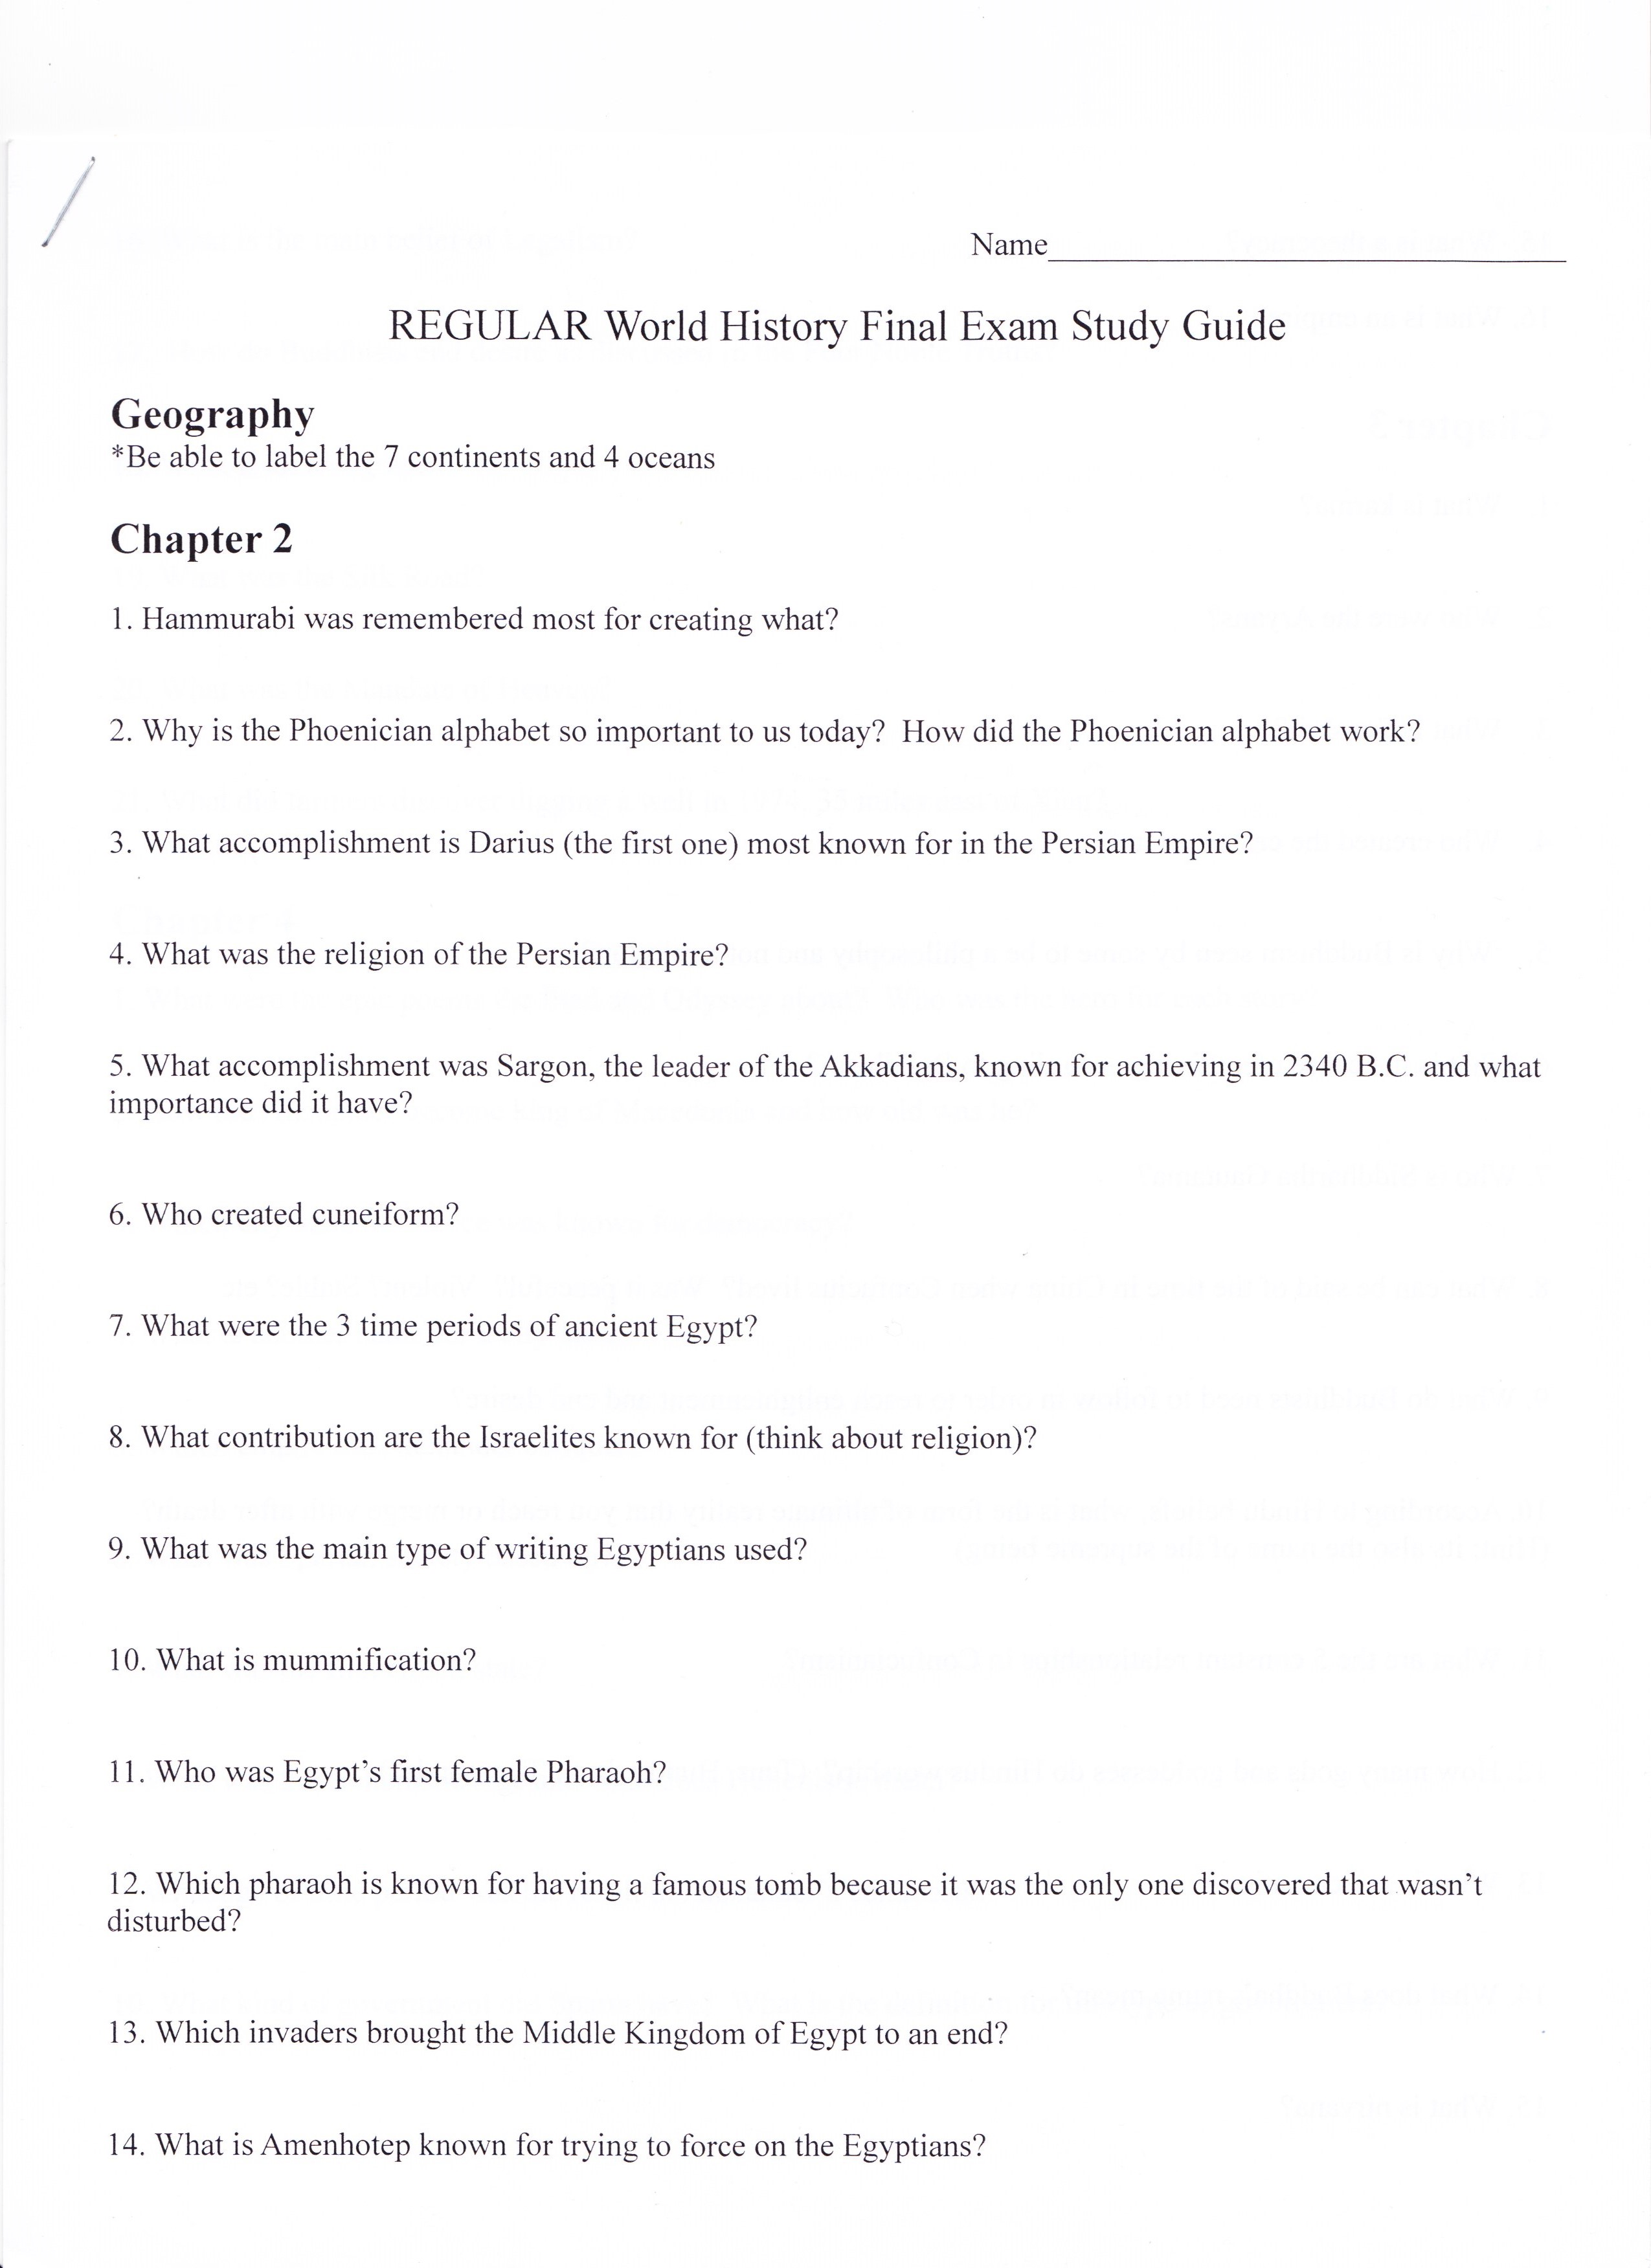 Name
REGULAR World History Final Exam Study Guide
Geography
*Be able to label the 7 continents and 4 oceans
Chapter 2
1. Hammurabi was remembered most for creating what?
2. Why is the Phoenician alphabet so important to us today?  How did the Phoenician alphabet work?
3. What accomplishment is Darius (the first one) most known for in the Persian Empire?
4. What was the religion of the Persian Empire?
5. What accomplishment was Sargon, the leader of the Akkadians, known for achieving in 2340 B.C. and what
importance did it have?
6. Who created cuneiform?
7. What were the 3 time periods of ancient Egypt?
8. What contribution are the Israelites known for (think about religion)?
9. What was the main type of writing Egyptians used?
10. What is mummification?
11. Who was Egypt’s first female Pharaoh?
12. Which pharaoh is known for having a famous tomb because it was the only one discovered that wasn’t
disturbed?
13. Which invaders brought the Middle Kingdom of Egypt to an end?
14. What is Amenhotep known for trying to force on the Egyptians?